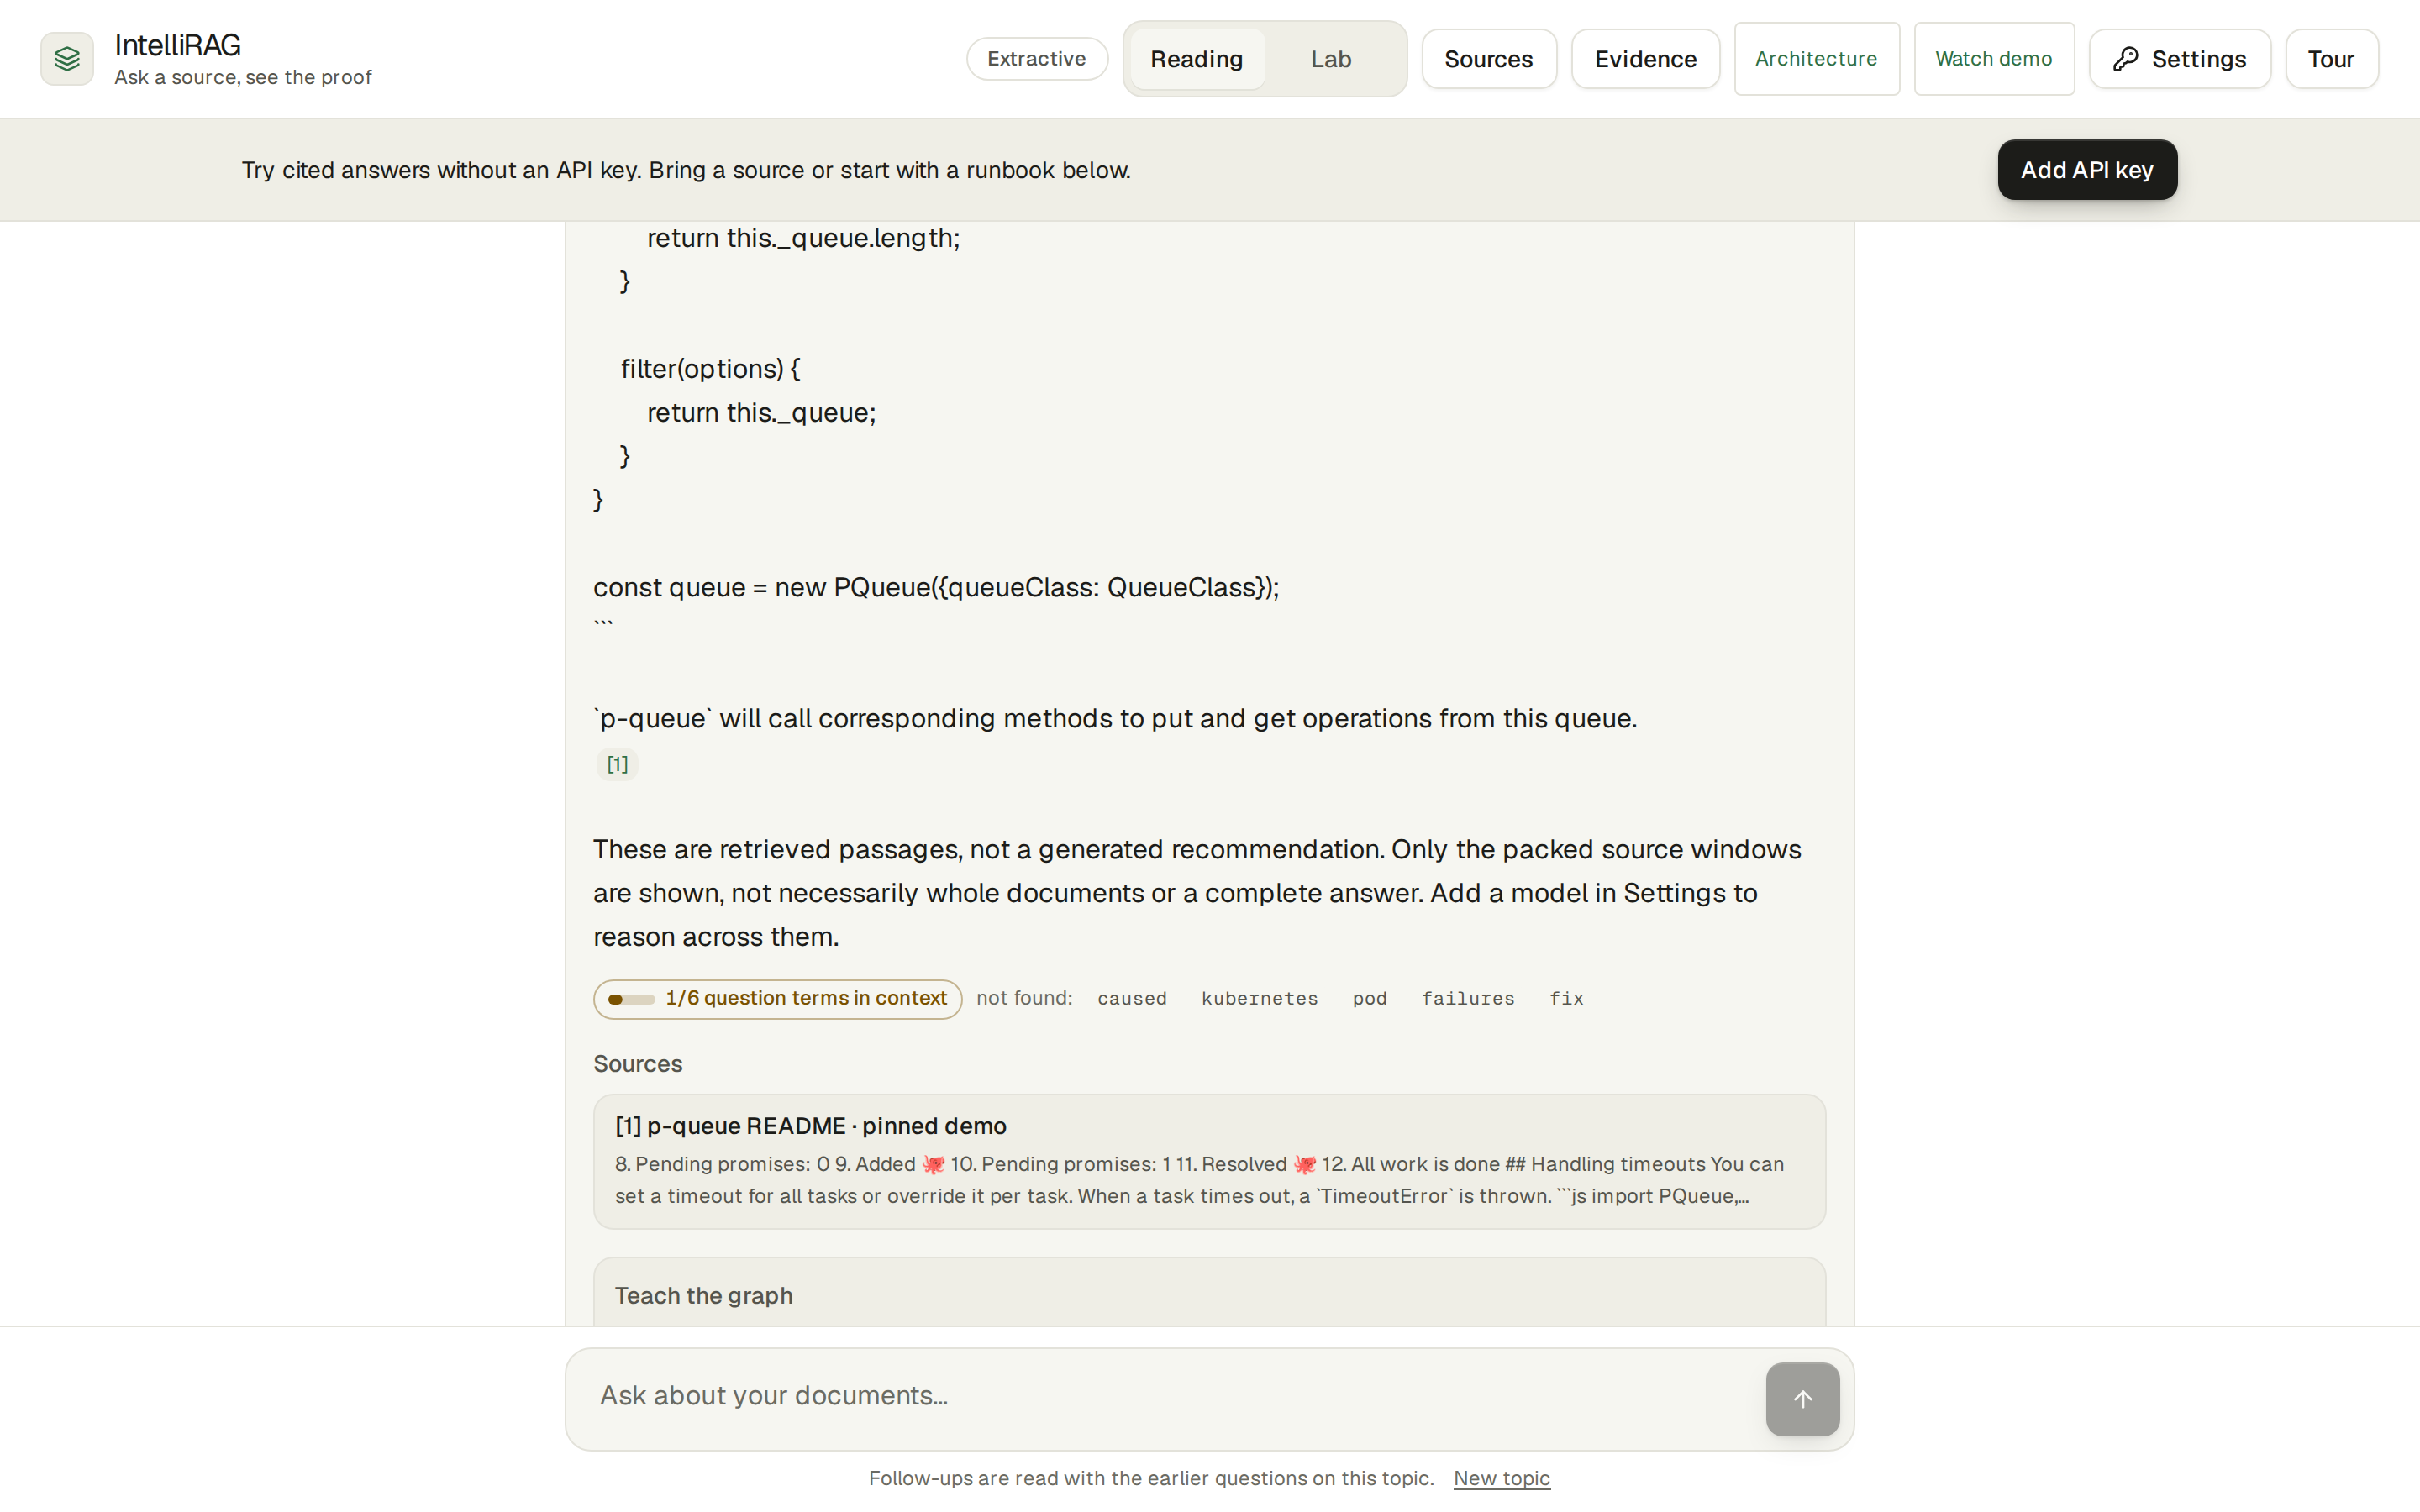 IntelliRAG
Ask a source, see the proof
Extractive
Reading
Lab
Sources
Evidence
Architecture
Watch demo
Settings
Tour
Try cited answers without an API key. Bring a source or start with a runbook below.
Add API key
return this._queue.length;
}
filter(options) {
return this._queue;
}
}
const queue = new PQueue({queueClass: QueueClass});
```
`p-queue` will call corresponding methods to put and get operations from this queue.
[1]
These are retrieved passages, not a generated recommendation. Only the packed source windows
are shown, not necessarily whole documents or a complete answer. Add a model in Settings to
reason across them.
1/6 question terms in context not found: caused kubernetes pod failures fix
Sources
[1] p-queue README · pinned demo
8. Pending promises: 0 9. Added 🐙 10. Pending promises: 1 11. Resolved 🐙 12. All work is done ## Handling timeouts You can
set a timeout for all tasks or override it per task. When a task times out, a `TimeoutError` is thrown. ```js import PQueue,...
Teach the graph
Ask about your documents...
Follow-ups are read with the earlier questions on this topic. New topic